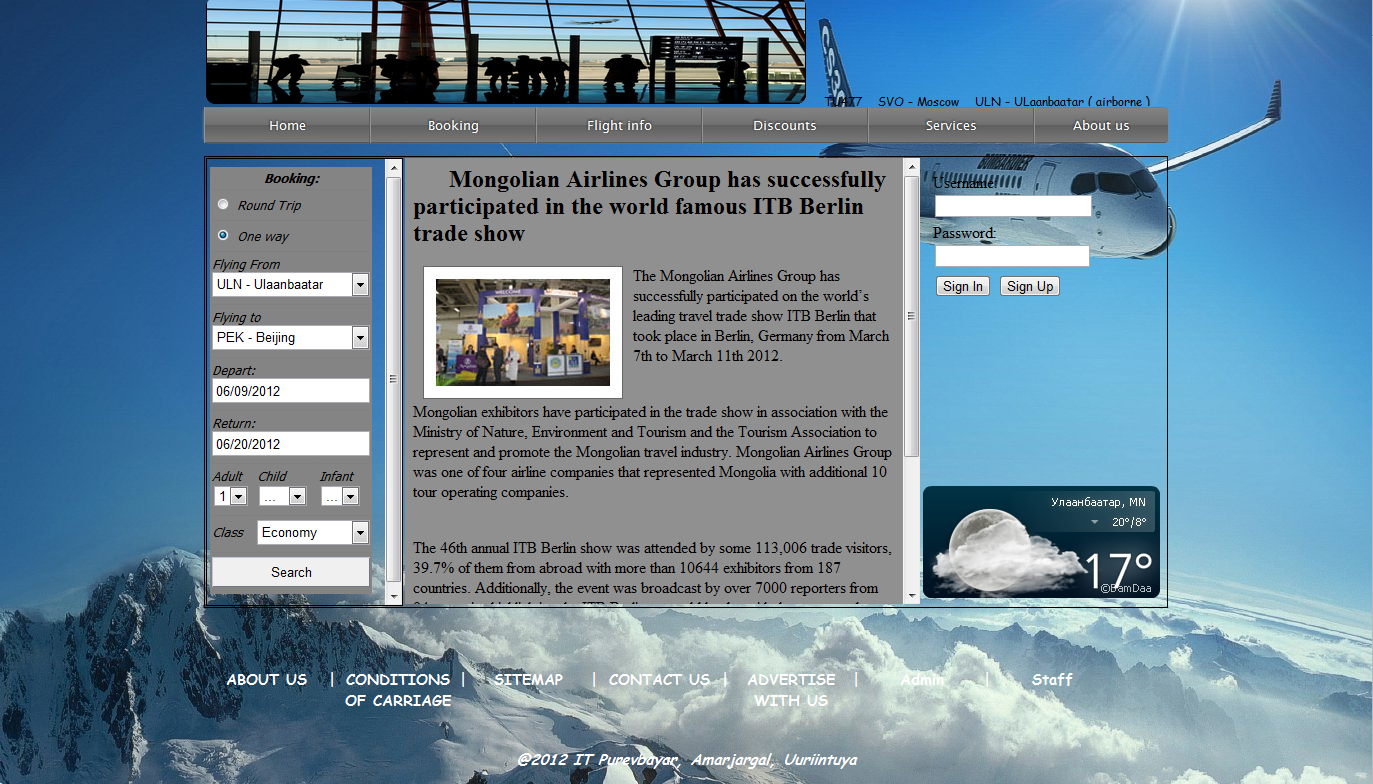 TL477 SVO - Moscow ULN - ULaanbaatar ( airborne )
Home Booking Flight info Discounts Services About us
Booking:
Round Trip
One way
Flying From
ULN - Ulaanbaatar
Flying to
PEK - Beijing
Depart:
06/09/2012
Return:
06/20/2012
Adult Child Infant
1 ... ...
Class Economy
Search
Mongolian Airlines Group has successfully
participated in the world famous ITB Berlin
trade show
WELCOME
The Mongolian Airlines Group has
successfully participated on the world’s
leading travel trade show ITB Berlin that
took place in Berlin, Germany from March
7th to March 11th 2012.
Mongolian exhibitors have participated in the trade show in association with the
Ministry of Nature, Environment and Tourism and the Tourism Association to
represent and promote the Mongolian travel industry. Mongolian Airlines Group
was one of four airline companies that represented Mongolia with additional 10
tour operating companies.
The 46th annual ITB Berlin show was attended by some 113,006 trade visitors,
39.7% of them from abroad with more than 10644 exhibitors from 187
countries. Additionally, the event was broadcast by over 7000 reporters from
BOMBARDIER
Username:
Password:
Sign In Sign Up
Улаанбаатар, MN
20°/8°
17°
©BamDaa
ABOUT US | CONDITIONS | SITEMAP | CONTACT US | ADVERTISE | Admin | Staff
OF CARRIAGE WITH US
@2012 IT Purevbayar, Amarjargal, Uuriintuya